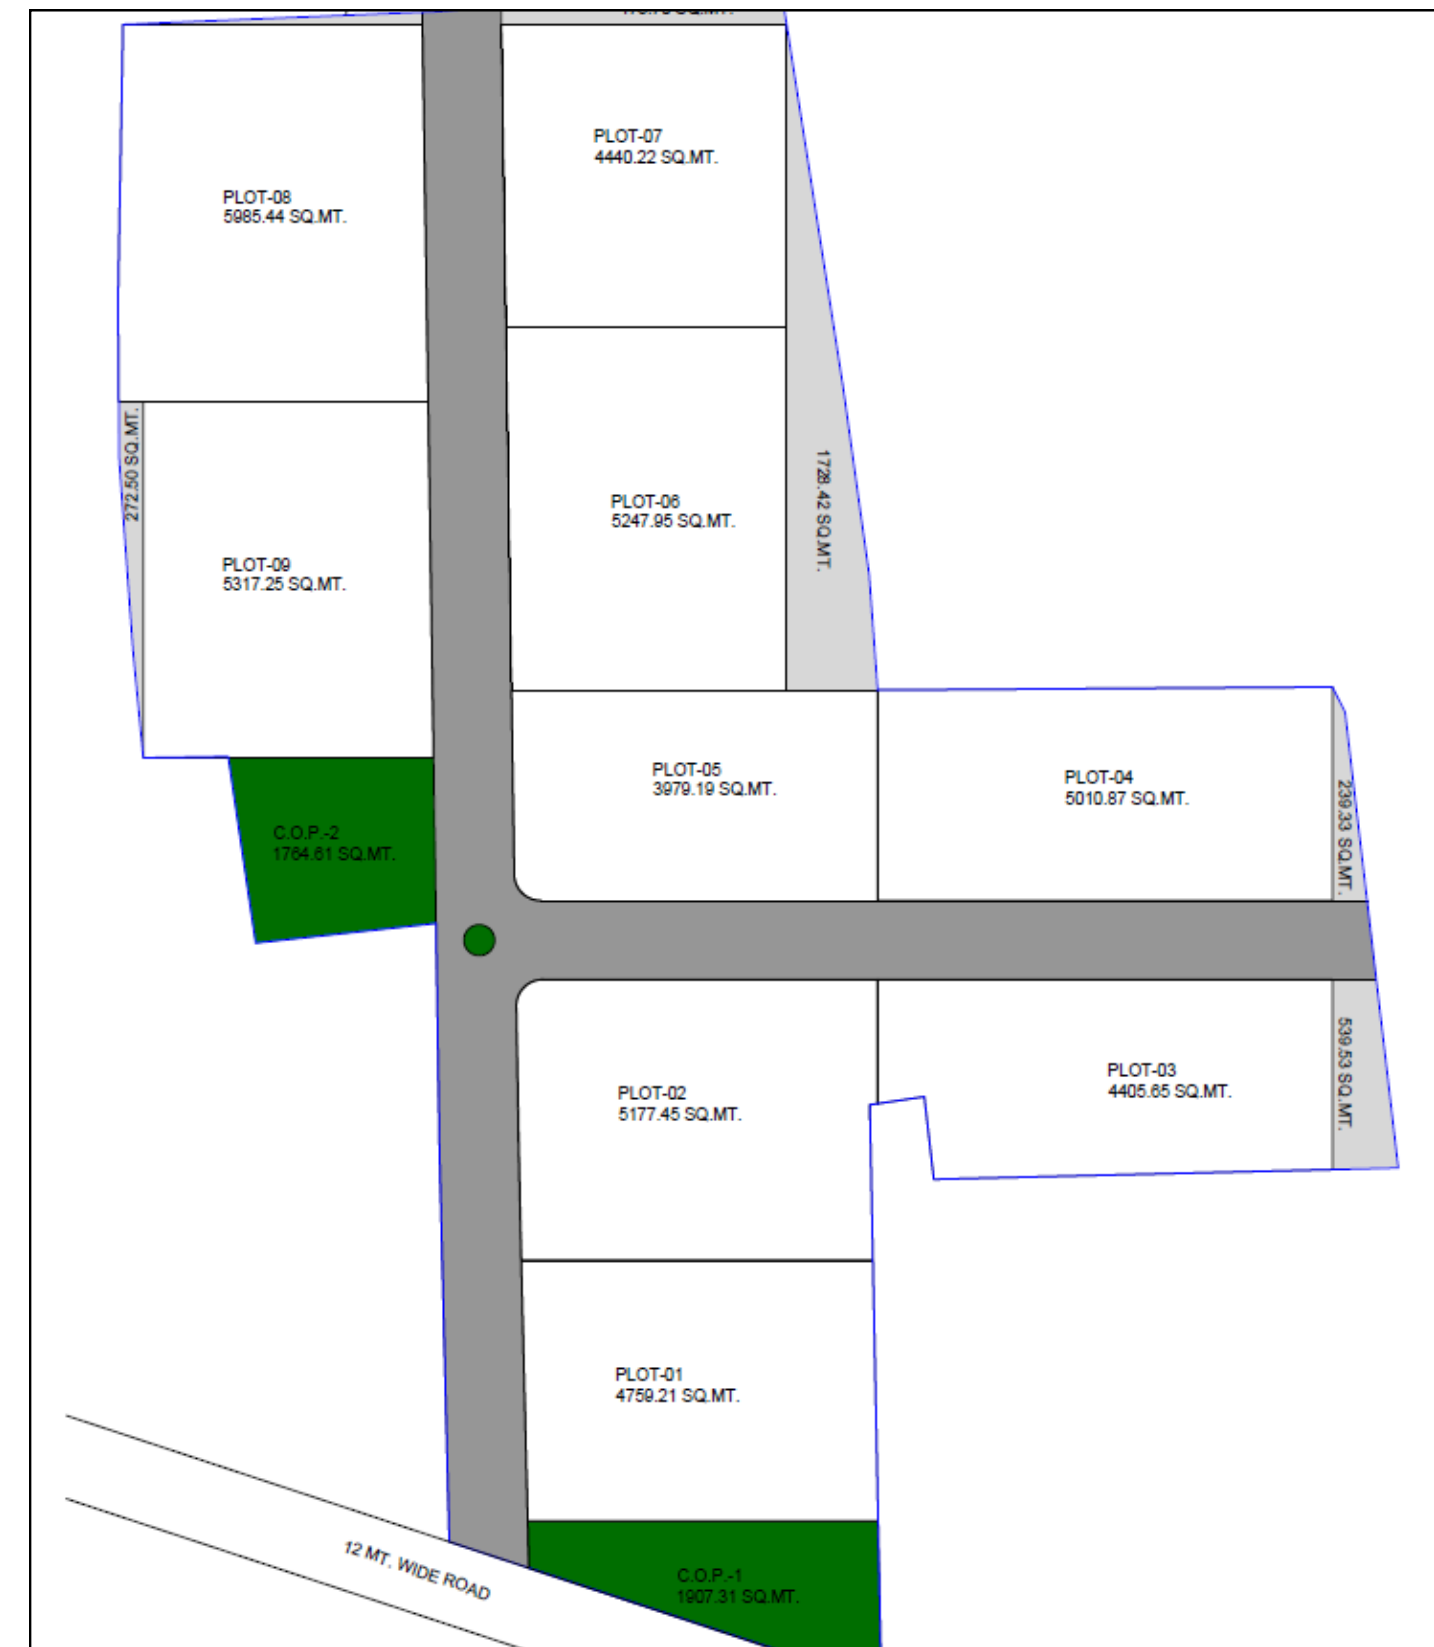 PLOT-07
4440.22 SQ.MT.
PLOT-08
5985.44 SQ.MT.
272.50 SQ.MT.
1728.42 SQ.MT.
PLOT-06
5247.95 SQ.MT.
PLOT-09
5317.25 SQ.MT.
PLOT-05
3979.19 SQ.MT.
PLOT-04
5010.87 SQ.MT.
239.33 SQ.MT.
C.O.P.-2
1764.61 SQ.MT.
PLOT-02
5177.45 SQ.MT.
PLOT-03
4405.65 SQ.MT.
539.53 SQ.MT.
PLOT-01
4759.21 SQ.MT.
12 MT. WIDE ROAD
C.O.P.-1
1907.31 SQ.MT.